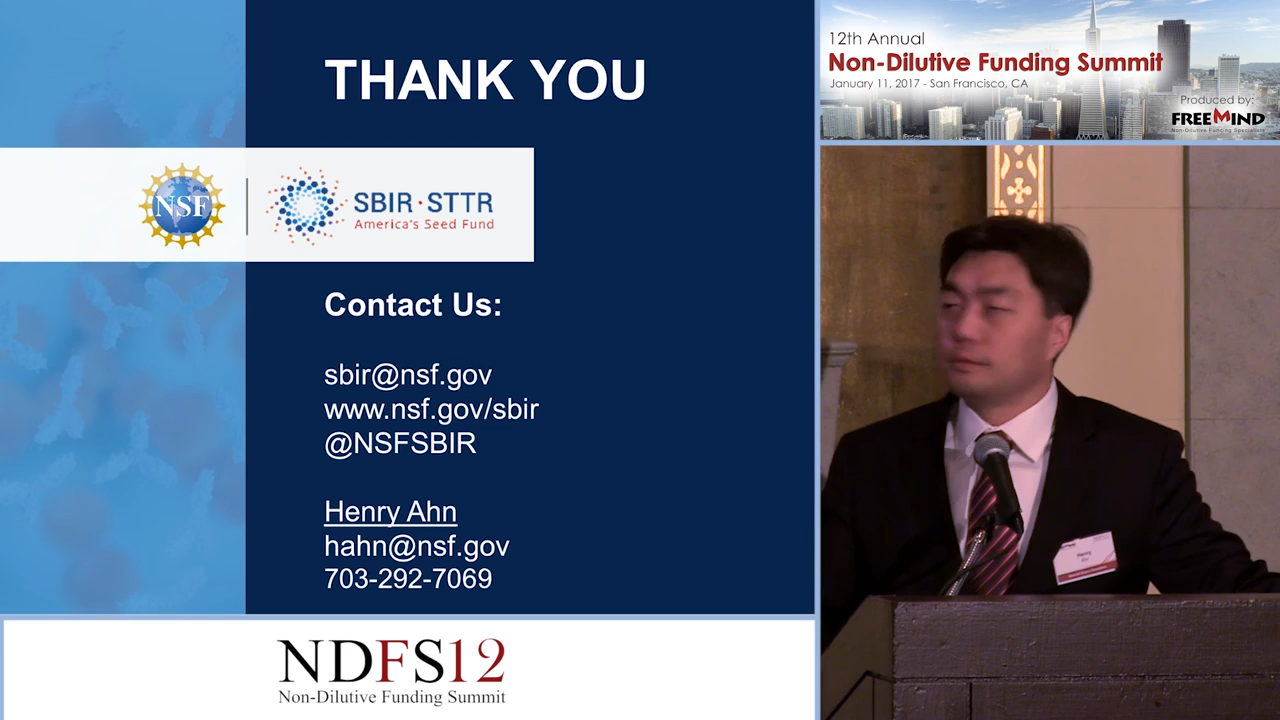 THANK YOU
NSF
SBIR · STTR
America's Seed Fund
Contact Us:
sbir@nsf.gov
www.nsf.gov/sbir
@NSFSBIR
Henry Ahn
hahn@nsf.gov
703-292-7069
NDFS12
Non-Dilutive Funding Summit
12th Annual
Non-Dilutive Funding Summit
January 11, 2017 - San Francisco, CA
Produced by:
FREEMIND
Non-Dilutive Funding Specialists
Henry